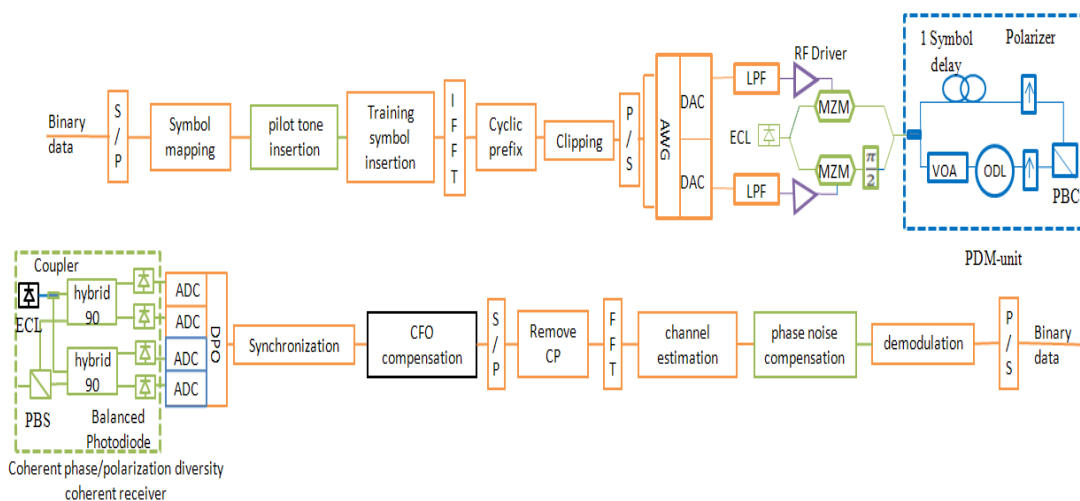 Binary
data
S
/
P
Symbol
mapping
pilot tone
insertion
Training
symbol
insertion
I
F
F
T
Cyclic
prefix
Clipping
P
/
S
AWG
DAC
DAC
LPF
LPF
RF Driver
ECL
MZM
MZM
π
2
1 Symbol
delay
Polarizer
VOA
ODL
PBC
PDM-unit
Coupler
ECL
hybrid
90
hybrid
90
PBS
Balanced
Photodiode
ADC
ADC
ADC
ADC
DPO
Synchronization
CFO
compensation
S
/
P
Remove
CP
F
F
T
channel
estimation
phase noise
compensation
demodulation
P
/
S
Binary
data
Coherent phase/polarization diversity
coherent receiver